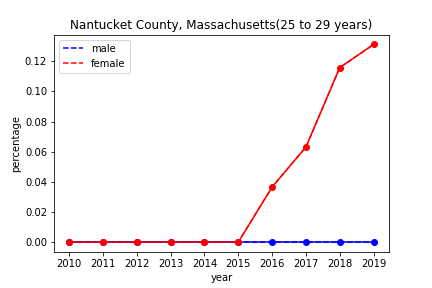 Nantucket County, Massachusetts(25 to 29 years)
male
female
percentage
0.12
0.10
0.08
0.06
0.04
0.02
0.00
2010 2011 2012 2013 2014 2015 2016 2017 2018 2019
year